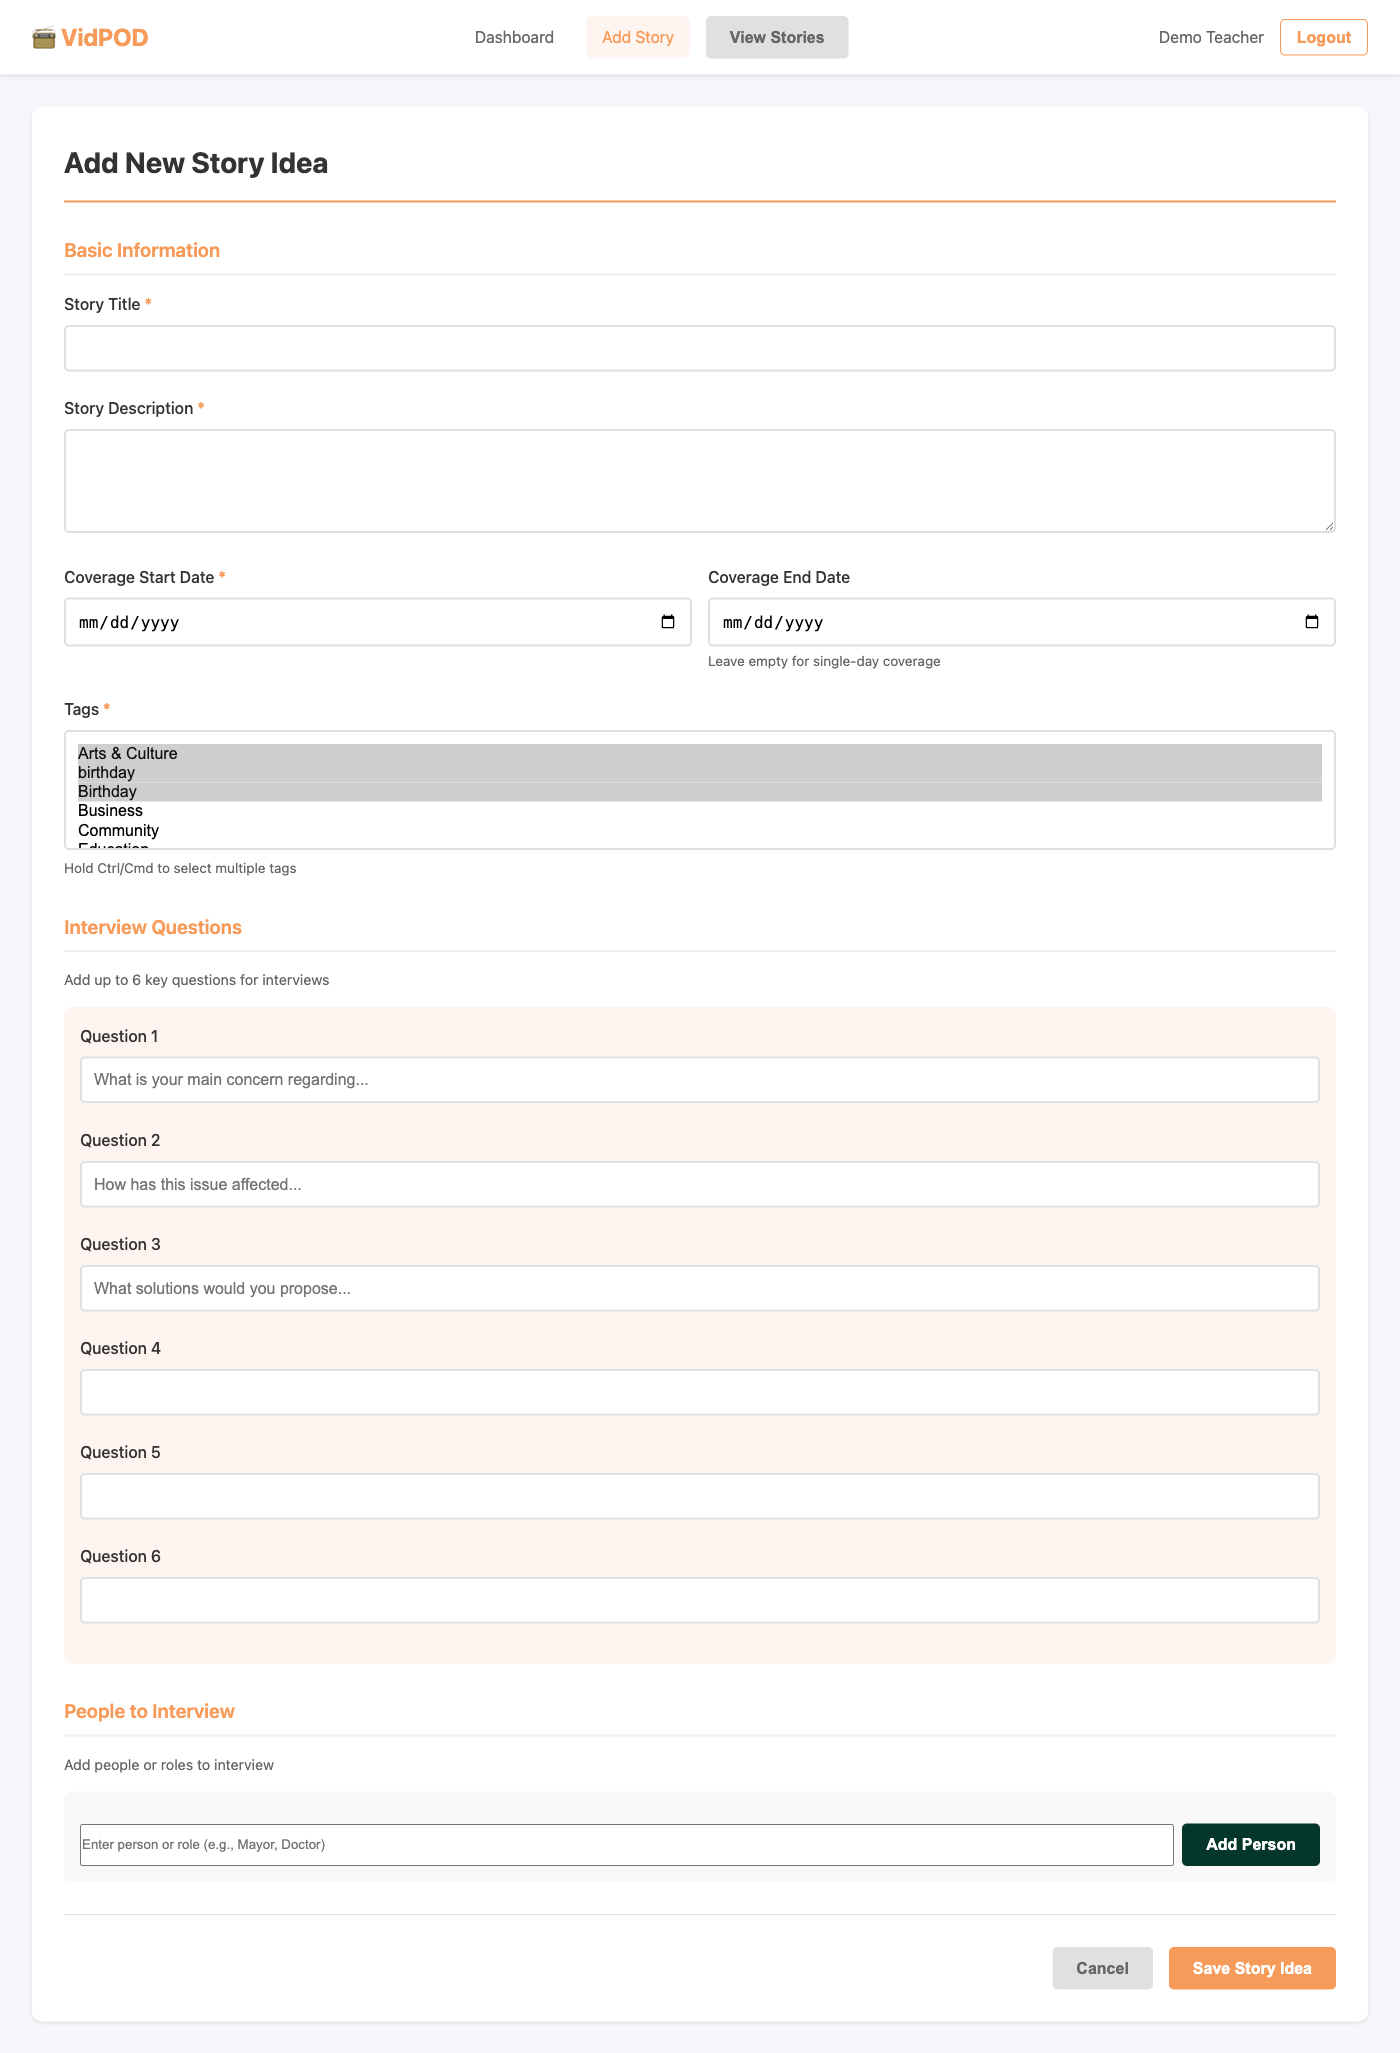 VidPOD
Dashboard
Add Story
View Stories
Demo Teacher
Logout
Add New Story Idea
Basic Information
Story Title *
Story Description *
Coverage Start Date *
Coverage End Date
mm/dd/yyyy
mm/dd/yyyy
Leave empty for single-day coverage
Tags *
Arts & Culture
birthday
Birthday
Business
Community
Education
Hold Ctrl/Cmd to select multiple tags
Interview Questions
Add up to 6 key questions for interviews
Question 1
What is your main concern regarding...
Question 2
How has this issue affected...
Question 3
What solutions would you propose...
Question 4
Question 5
Question 6
People to Interview
Add people or roles to interview
Enter person or role (e.g., Mayor, Doctor)
Add Person
Cancel
Save Story Idea